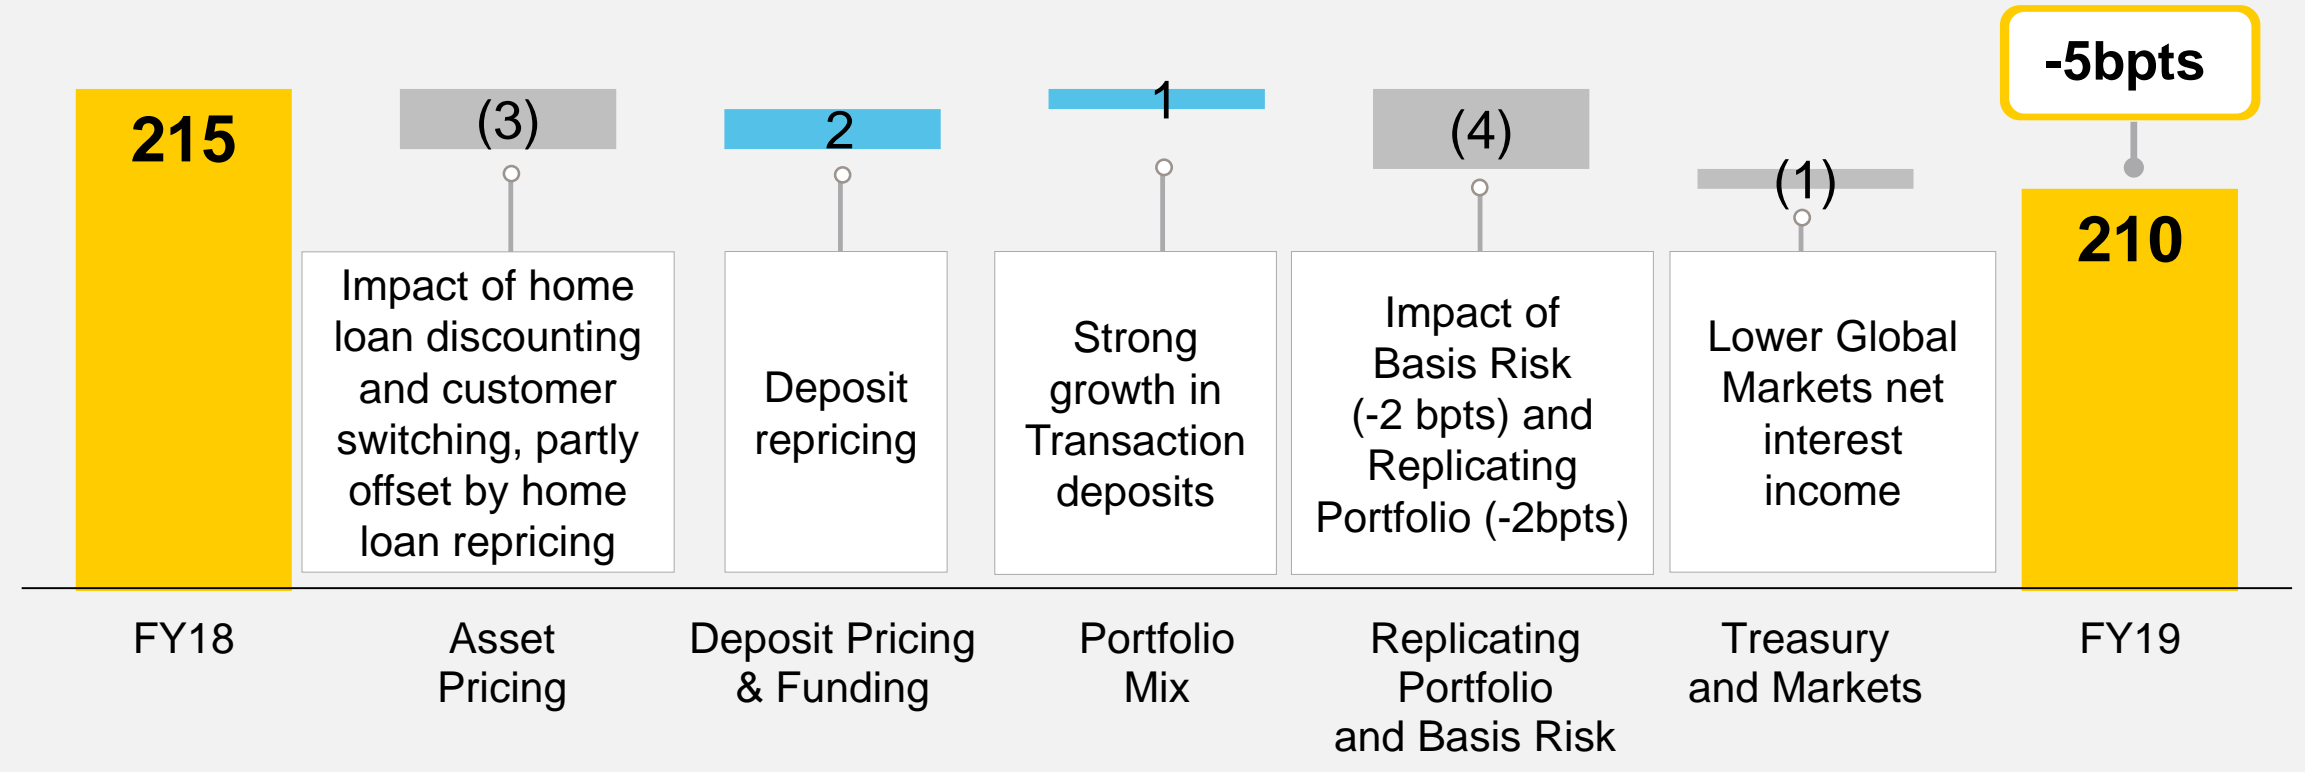 -5bpts
215
(3)
2
1
(4)
(1)
210
Impact of home
loan discounting
and customer
switching, partly
offset by home
loan repricing
Deposit
repricing
Strong
growth in
Transaction
deposits
Impact of
Basis Risk
(-2 bpts) and
Replicating
Portfolio (-2bpts)
Lower Global
Markets net
interest
income
FY18
Asset
Pricing
Deposit Pricing
& Funding
Portfolio
Mix
Replicating
Portfolio
and Basis Risk
Treasury
and Markets
FY19